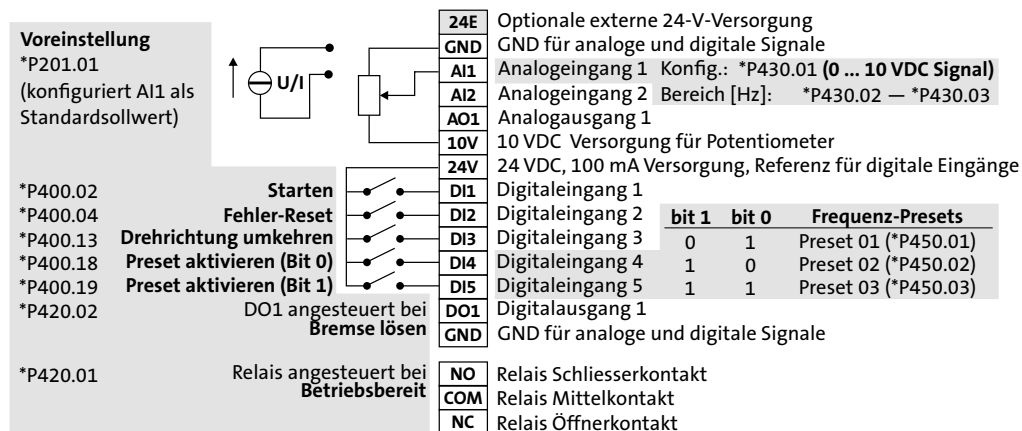 24E Optionale externe 24-V-Versorgung
Voreinstellung
*P201.01
(konfiguriert AI1 als
Standardsollwert)
U/I
GND GND für analoge und digitale Signale
AI1 Analogeingang 1 Konfig.: *P430.01 (0 ... 10 VDC Signal)
AI2 Analogeingang 2 Bereich [Hz]: *P430.02 — *P430.03
AO1 Analogausgang 1
10V 10 VDC Versorgung für Potentiometer
24V 24 VDC, 100 mA Versorgung, Referenz für digitale Eingänge
*P400.02 Starten DI1 Digitaleingang 1
*P400.04 Fehler-Reset DI2 Digitaleingang 2 bit 1 bit 0 Frequenz-Presets
*P400.13 Drehrichtung umkehren DI3 Digitaleingang 3 0 1 Preset 01 (*P450.01)
*P400.18 Preset aktivieren (Bit 0) DI4 Digitaleingang 4 1 0 Preset 02 (*P450.02)
*P400.19 Preset aktivieren (Bit 1) DI5 Digitaleingang 5 1 1 Preset 03 (*P450.03)
*P420.02 DO1 angesteuert bei DO1 Digitalausgang 1
Bremse lösen GND GND für analoge und digitale Signale
*P420.01 Relais angesteuert bei NO Relais Schliesserkontakt
Betriebsbereit COM Relais Mittelkontakt
NC Relais Öffnerkontakt